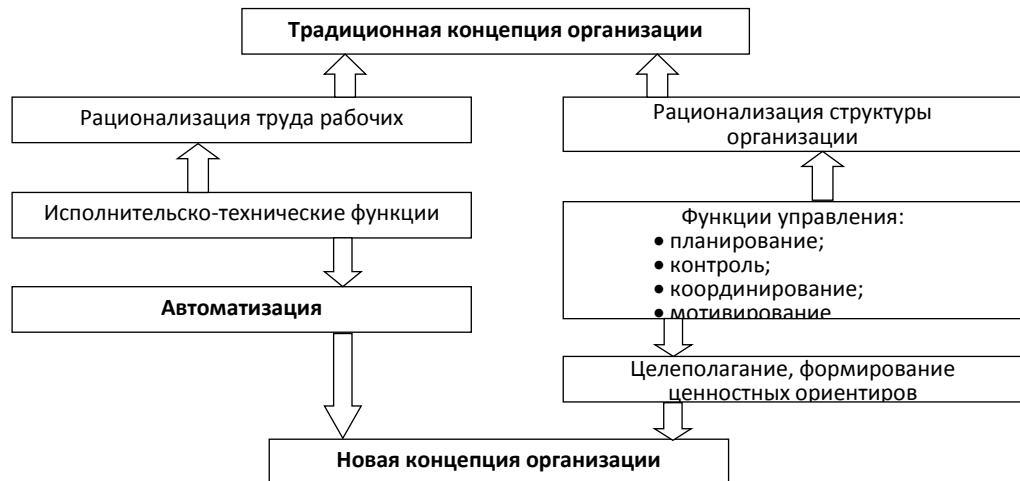 Традиционная концепция организации
Рационализация труда рабочих
Рационализация структуры
организации
Исполнительско-технические функции
Функции управления:
• планирование;
• контроль;
• координирование;
• мотивирование
Автоматизация
Целеполагание, формирование
ценностных ориентиров
Новая концепция организации